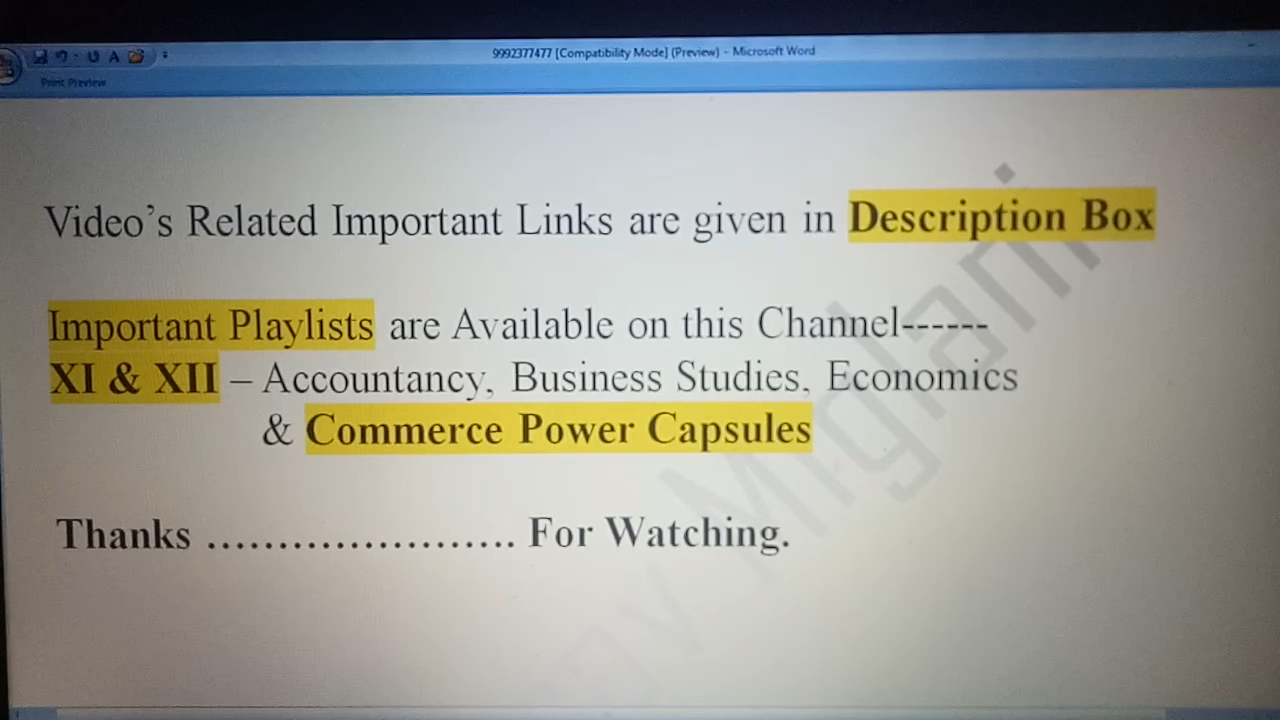 9992377477 [Compatibility Mode] (Preview) - Microsoft Word
Print Preview
Video's Related Important Links are given in Description Box
Important Playlists are Available on this Channel------
XI & XII – Accountancy, Business Studies, Economics
& Commerce Power Capsules
Thanks ...................... For Watching.
Miglani